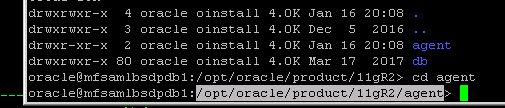 drwxrwxr-x  4 oracle oinstall 4.0K Jan 16 20:08 .
drwxrwxr-x  3 oracle oinstall 4.0K Dec  5  2016 ..
drwxr-xr-x  2 oracle oinstall 4.0K Jan 16 20:08 agent
drwxrwxr-x 80 oracle oinstall 4.0K Mar 17  2017 db
oracle@mfsamlbsdpdb1:/opt/oracle/product/11gR2> cd agent
oracle@mfsamlbsdpdb1:/opt/oracle/product/11gR2/agent>